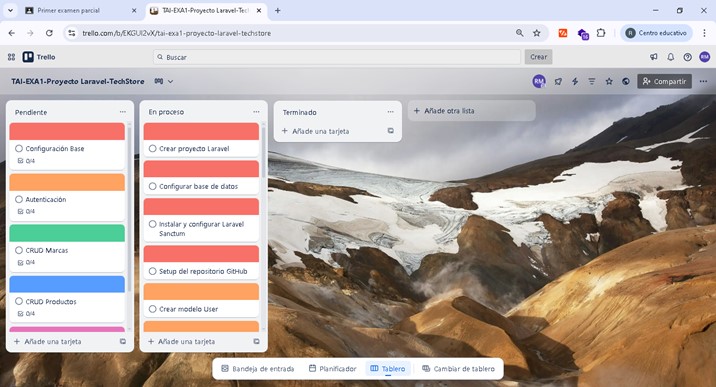 Primer examen parcial
TAI-EXA1-Proyecto Laravel-Tec
trello.com/b/EKGUl2vX/tai-exa1-proyecto-laravel-techstore
R Centro educativo
Trello
Buscar
Crear
RM
TAI-EXA1-Proyecto Laravel-TechStore
RM
Compartir
Pendiente
Configuración Base
0/4
Autenticación
0/4
CRUD Marcas
0/4
CRUD Productos
0/4
Añade una tarjeta
En proceso
Crear proyecto Laravel
Configurar base de datos
Instalar y configurar Laravel
Sanctum
Setup del repositorio GitHub
Crear modelo User
Añade una tarjeta
Terminado
Añade una tarjeta
Añade otra lista
Bandeja de entrada
Planificador
Tablero
Cambiar de tablero